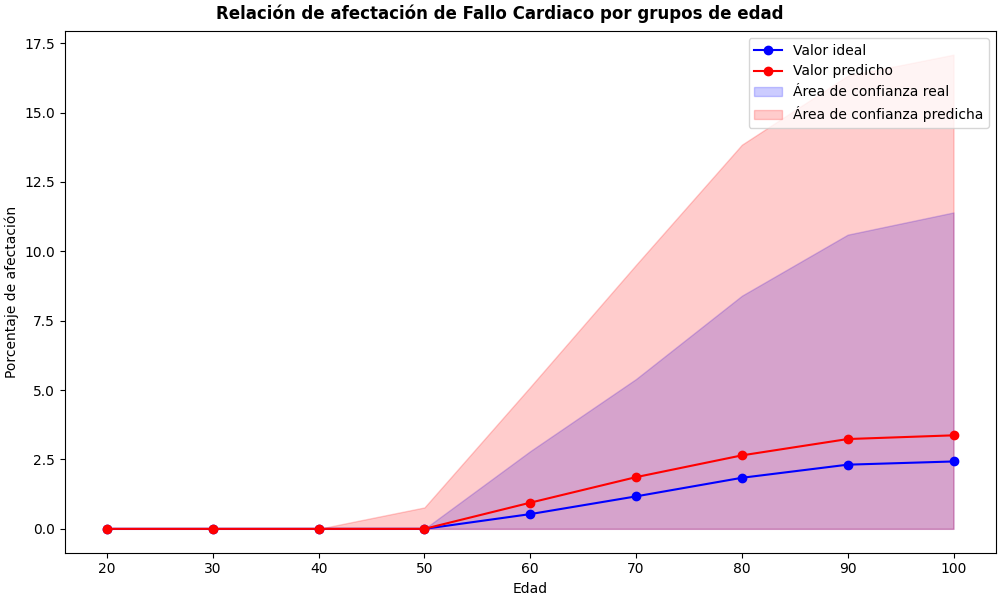 Relación de afectación de Fallo Cardiaco por grupos de edad
17.5
15.0
12.5
10.0
7.5
5.0
2.5
0.0
Porcentaje de afectación
Valor ideal
Valor predicho
Área de confianza real
Área de confianza predicha
20 30 40 50 60 70 80 90 100
Edad